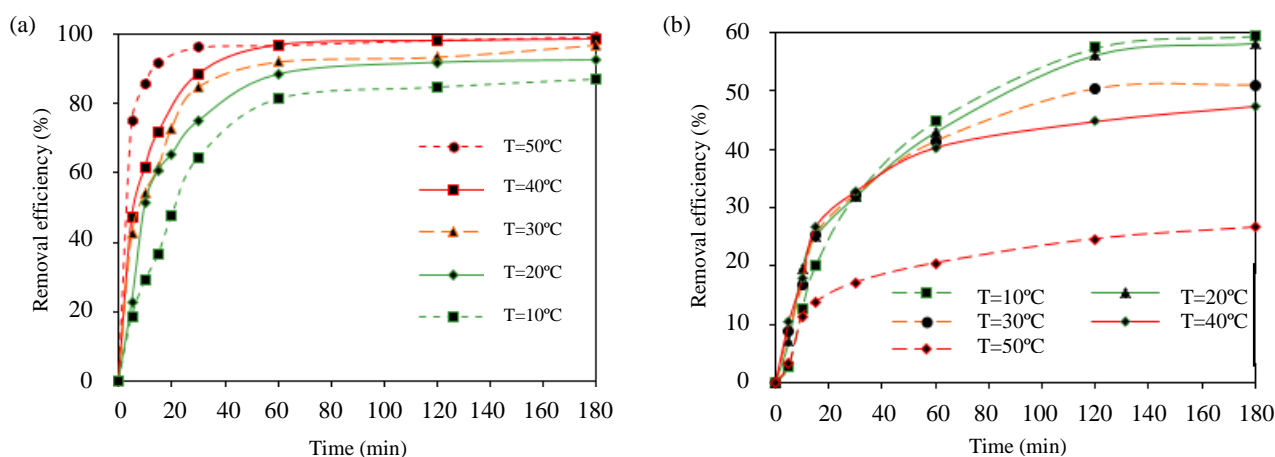 (a)
Removal efficiency (%)
100
80
60
40
20
0
0 20 40 60 80 100 120 140 160 180
Time (min)
T=50ºC
T=40ºC
T=30ºC
T=20ºC
T=10ºC
(b)
Removal efficiency (%)
60
50
40
30
20
10
0
0 20 40 60 80 100 120 140 160 180
Time (min)
T=10ºC T=20ºC
T=30ºC T=40ºC
T=50ºC